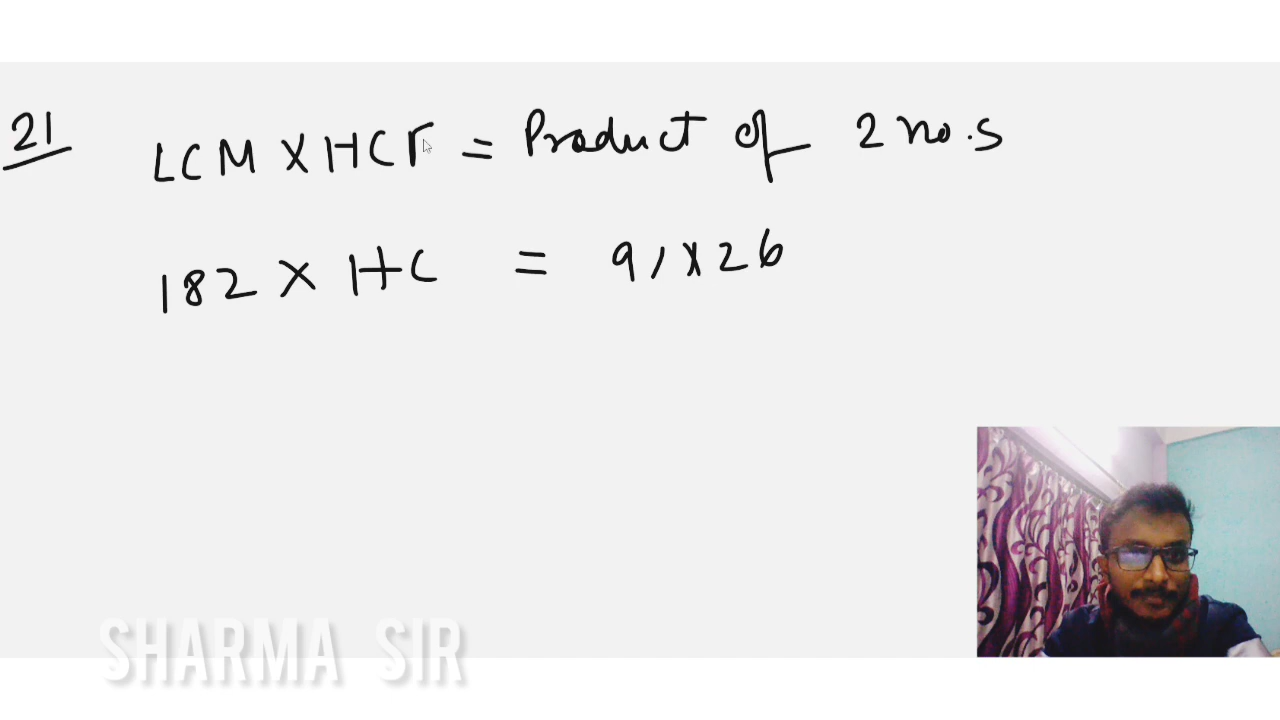 21
LCM X HCF = Product of 2 no.s
182 X HC = 91 X 26
SHARMA SIR